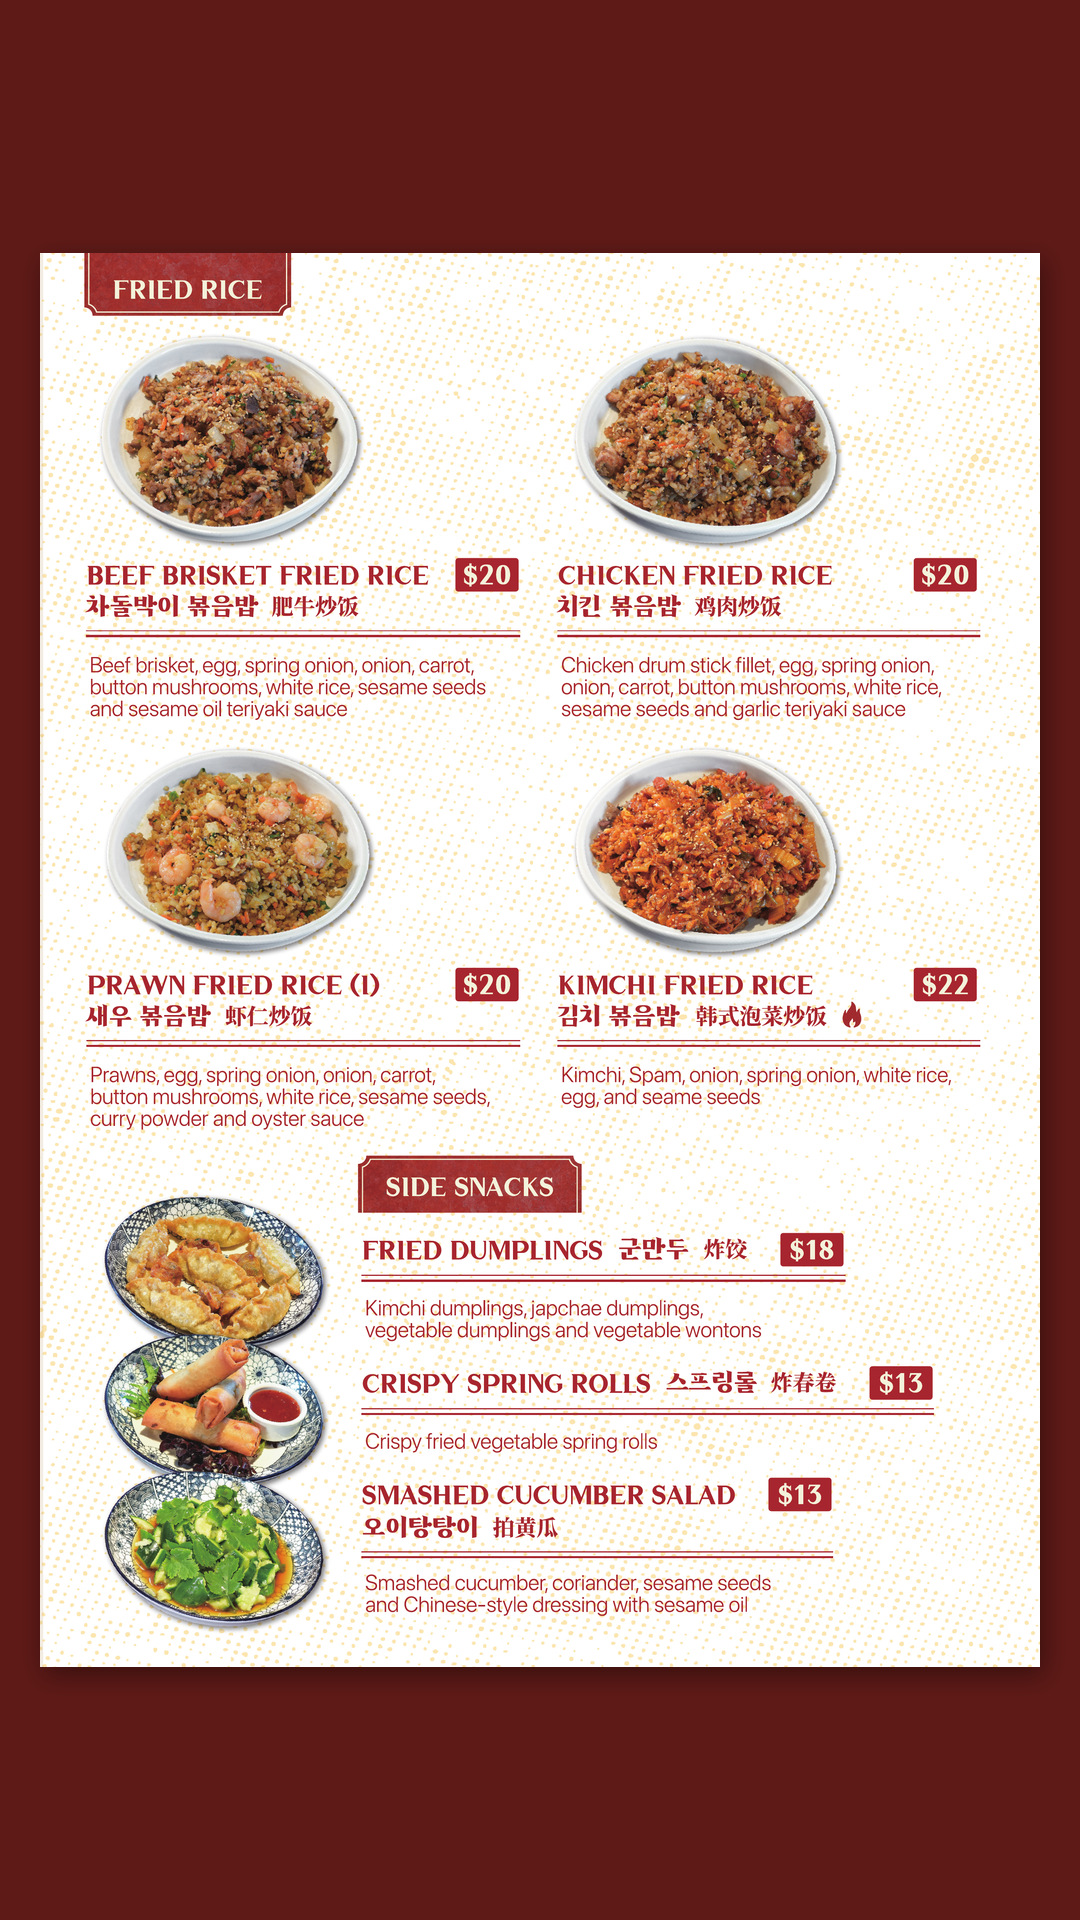 FRIED RICE
BEEF BRISKET FRIED RICE $20
차돌박이 볶음밥 肥牛炒饭
Beef brisket, egg, spring onion, onion, carrot,
button mushrooms, white rice, sesame seeds
and sesame oil teriyaki sauce
CHICKEN FRIED RICE $20
치킨 볶음밥 鸡肉炒饭
Chicken drum stick fillet, egg, spring onion,
onion, carrot, button mushrooms, white rice,
sesame seeds and garlic teriyaki sauce
PRAWN FRIED RICE (I) $20
새우 볶음밥 虾仁炒饭
Prawns, egg, spring onion, onion, carrot,
button mushrooms, white rice, sesame seeds,
curry powder and oyster sauce
KIMCHI FRIED RICE $22
김치 볶음밥 韩式泡菜炒饭
Kimchi, Spam, onion, spring onion, white rice,
egg, and seame seeds
SIDE SNACKS
FRIED DUMPLINGS 군만두 炸饺 $18
Kimchi dumplings, japchae dumplings,
vegetable dumplings and vegetable wontons
CRISPY SPRING ROLLS 스프링롤 炸春卷 $13
Crispy fried vegetable spring rolls
SMASHED CUCUMBER SALAD $13
오이탕탕이 拍黄瓜
Smashed cucumber, coriander, sesame seeds
and Chinese-style dressing with sesame oil